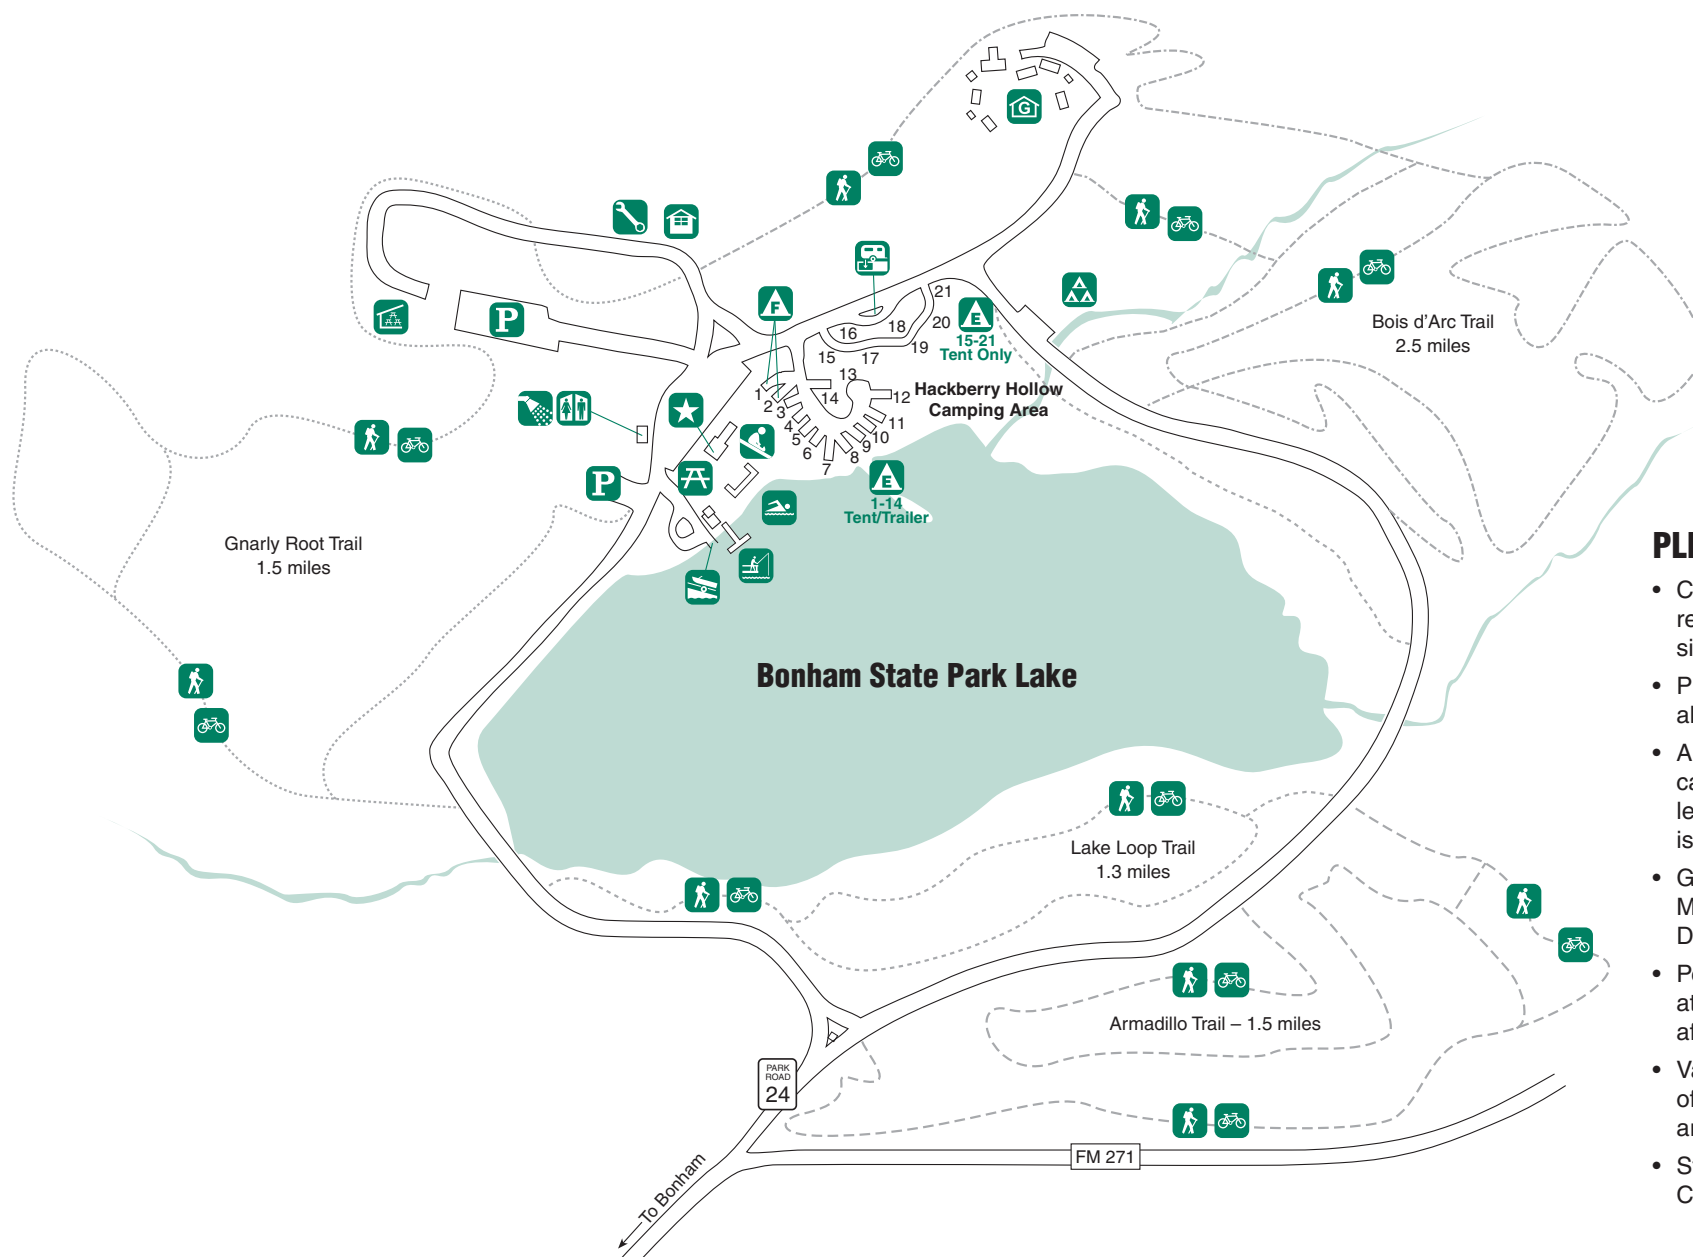 G
F
16
18
21
20
19
17
15
E
15-21
Tent Only
13
14
12
11
10
9
8
7
6
5
4
3
2
1
Hackberry Hollow
Camping Area
Bois d'Arc Trail
2.5 miles
P
P
E
1-14
Tent/Trailer
Gnarly Root Trail
1.5 miles
Bonham State Park Lake
Lake Loop Trail
1.3 miles
Armadillo Trail – 1.5 miles
PARK
ROAD
24
FM 271
To Bonham